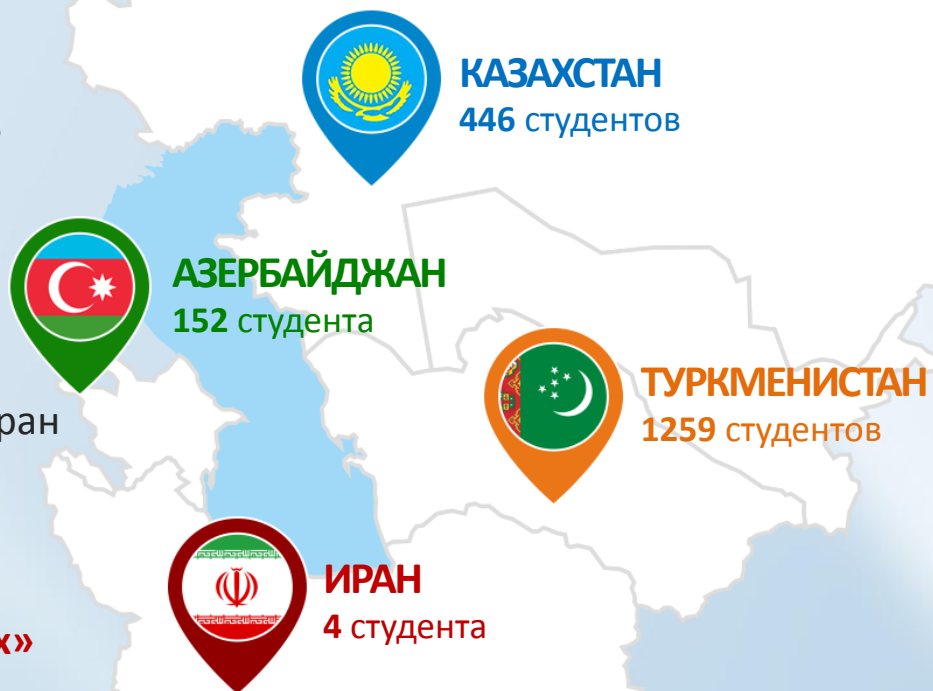 КАЗАХСТАН
446 студентов
АЗЕРБАЙДЖАН
152 студента
ТУРКМЕНИСТАН
1259 студентов
ран
ИРАН
4 студента
х»